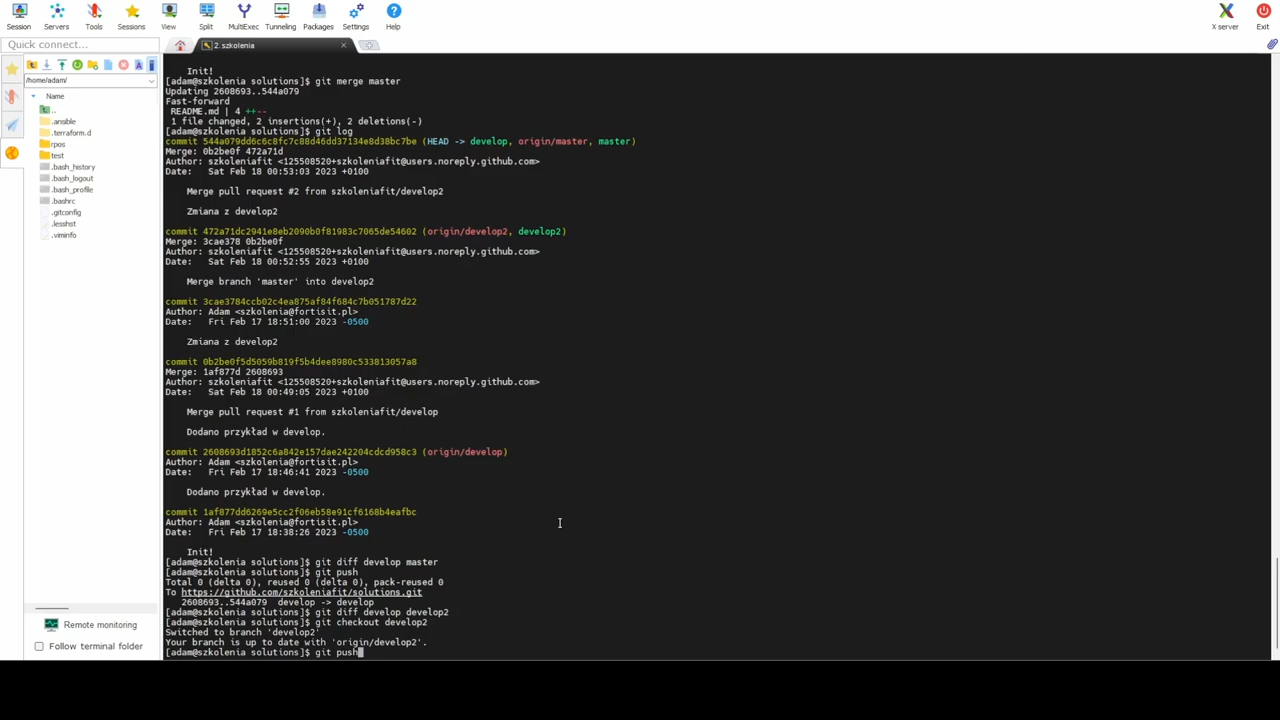 Session Servers Tools Sessions View Split MultiExec Tunneling Packages Settings Help X server Exit
Quick connect...
2. szkolenia
/home/adam/
Name
..
.ansible
.terraform.d
rpos
test
.bash_history
.bash_logout
.bash_profile
.bashrc
.gitconfig
.lesshst
.viminfo
Remote monitoring
Follow terminal folder
Init!
[adam@szkolenia solutions]$ git merge master
Updating 2608693..544a079
Fast-forward
README.md | 4 ++--
1 file changed, 2 insertions(+), 2 deletions(-)
[adam@szkolenia solutions]$ git log
commit 544a079dd6c6c8fc7c88d46dd37134e8d38bc7be (HEAD -> develop, origin/master, master)
Merge: 0b2be0f 472a71d
Author: szkoleniafit <125508520+szkoleniafit@users.noreply.github.com>
Date: Sat Feb 18 00:53:03 2023 +0100
Merge pull request #2 from szkoleniafit/develop2
Zmiana z develop2
commit 472a71dc2941e8eb2090b0f81983c7065de54602 (origin/develop2, develop2)
Merge: 3cae378 0b2be0f
Author: szkoleniafit <125508520+szkoleniafit@users.noreply.github.com>
Date: Sat Feb 18 00:52:55 2023 +0100
Merge branch 'master' into develop2
commit 3cae3784ccb02c4ea875af84f684c7b051787d22
Author: Adam <szkolenia@fortisit.pl>
Date: Fri Feb 17 18:51:00 2023 -0500
Zmiana z develop2
commit 0b2be0f5d5059b819f5b4dee8980c533813057a8
Merge: 1af877d 2608693
Author: szkoleniafit <125508520+szkoleniafit@users.noreply.github.com>
Date: Sat Feb 18 00:49:05 2023 +0100
Merge pull request #1 from szkoleniafit/develop
Dodano przykład w develop.
commit 2608693d1852c6a842e157dae242204cdcd958c3 (origin/develop)
Author: Adam <szkolenia@fortisit.pl>
Date: Fri Feb 17 18:46:41 2023 -0500
Dodano przykład w develop.
commit 1af877dd6269e5cc2f06eb58e91cf6168b4eafbc
Author: Adam <szkolenia@fortisit.pl>
Date: Fri Feb 17 18:38:26 2023 -0500
Init!
[adam@szkolenia solutions]$ git diff develop master
[adam@szkolenia solutions]$ git push
Total 0 (delta 0), reused 0 (delta 0), pack-reused 0
To https://github.com/szkoleniafit/solutions.git
2608693..544a079 develop -> develop
[adam@szkolenia solutions]$ git diff develop develop2
[adam@szkolenia solutions]$ git checkout develop2
Switched to branch 'develop2'
Your branch is up to date with 'origin/develop2'.
[adam@szkolenia solutions]$ git push